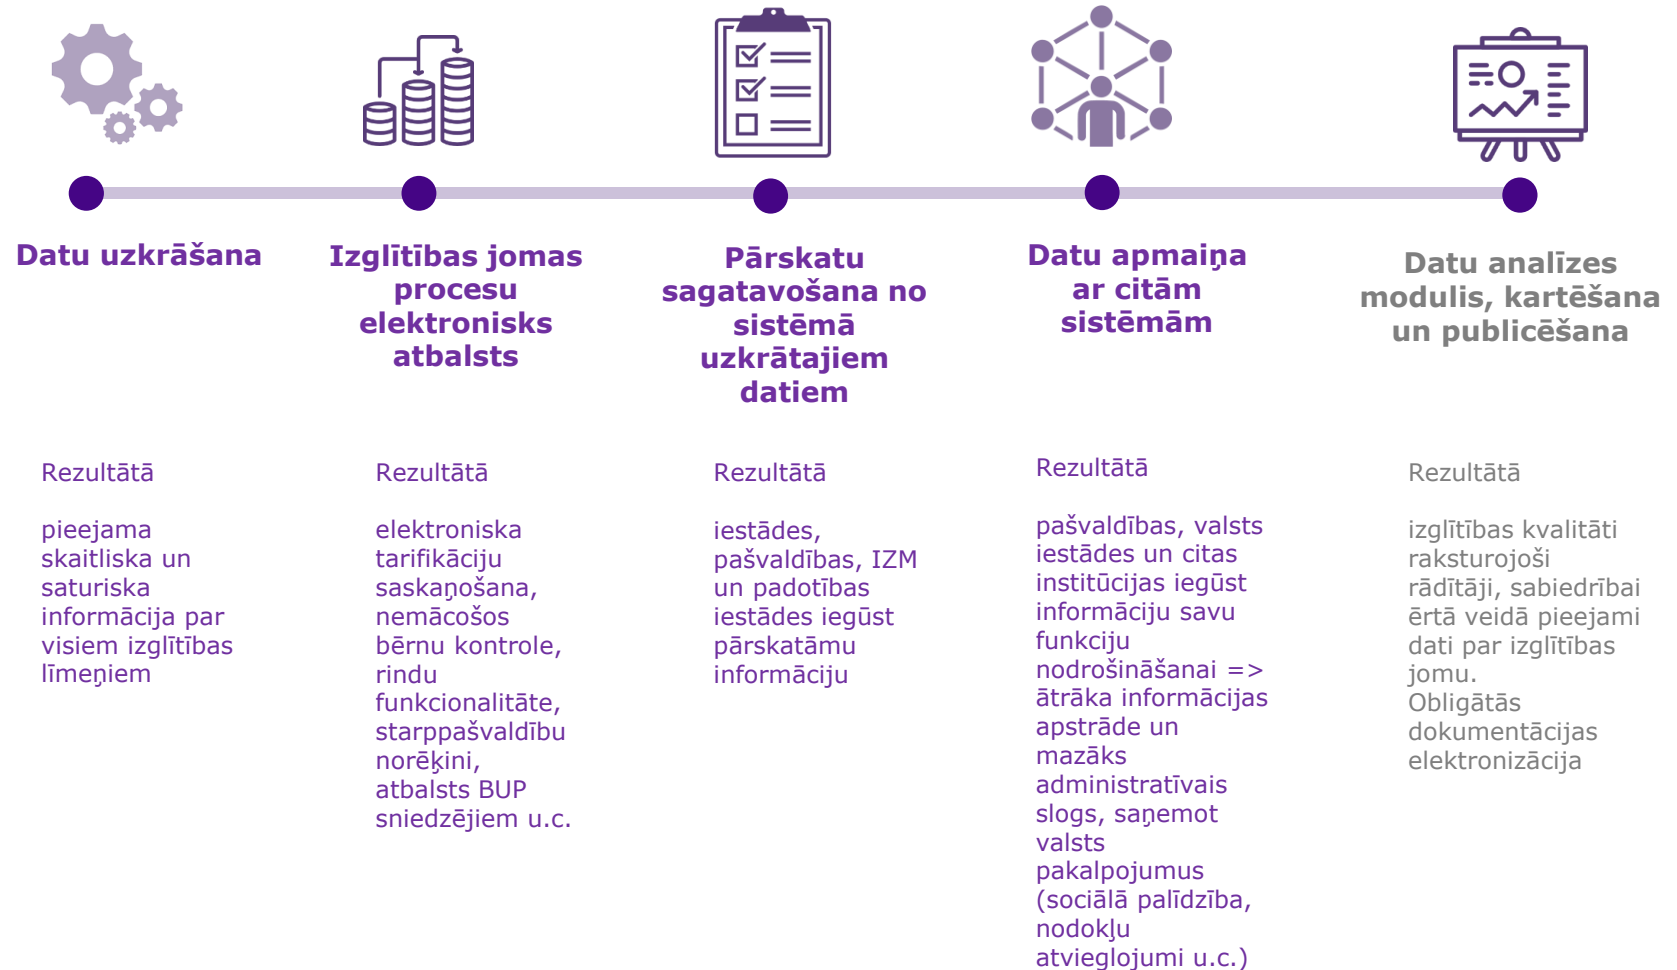 Datu uzkrāšana
Izglītības jomas
procesu
elektronisks
atbalsts
Pārskatu
sagatavošana no
sistēmā
uzkrātajiem
datiem
Datu apmaiņa
ar citām
sistēmām
Datu analīzes
modulis, kartēšana
un publicēšana
Rezultātā
pieejama
skaitliska un
saturiska
informācija par
visiem izglītības
līmeņiem
Rezultātā
elektroniska
tarifikāciju
saskaņošana,
nemācošos
bērnu kontrole,
rindu
funkcionalitāte,
starppašvaldību
norēķini,
atbalsts BUP
sniedzējiem u.c.
Rezultātā
iestādes,
pašvaldības, IZM
un padotības
iestādes iegūst
pārskatāmu
informāciju
Rezultātā
pašvaldības, valsts
iestādes un citas
institūcijas iegūst
informāciju savu
funkciju
nodrošināšanai =>
ātrāka informācijas
apstrāde un
mazāks
administratīvais
slogs, saņemot
valsts
pakalpojumus
(sociālā palīdzība,
nodokļu
atvieglojumi u.c.)
Rezultātā
izglītības kvalitāti
raksturojoši
rādītāji, sabiedrībai
ērtā veidā pieejami
dati par izglītības
jomu.
Obligātās
dokumentācijas
elektronizācija